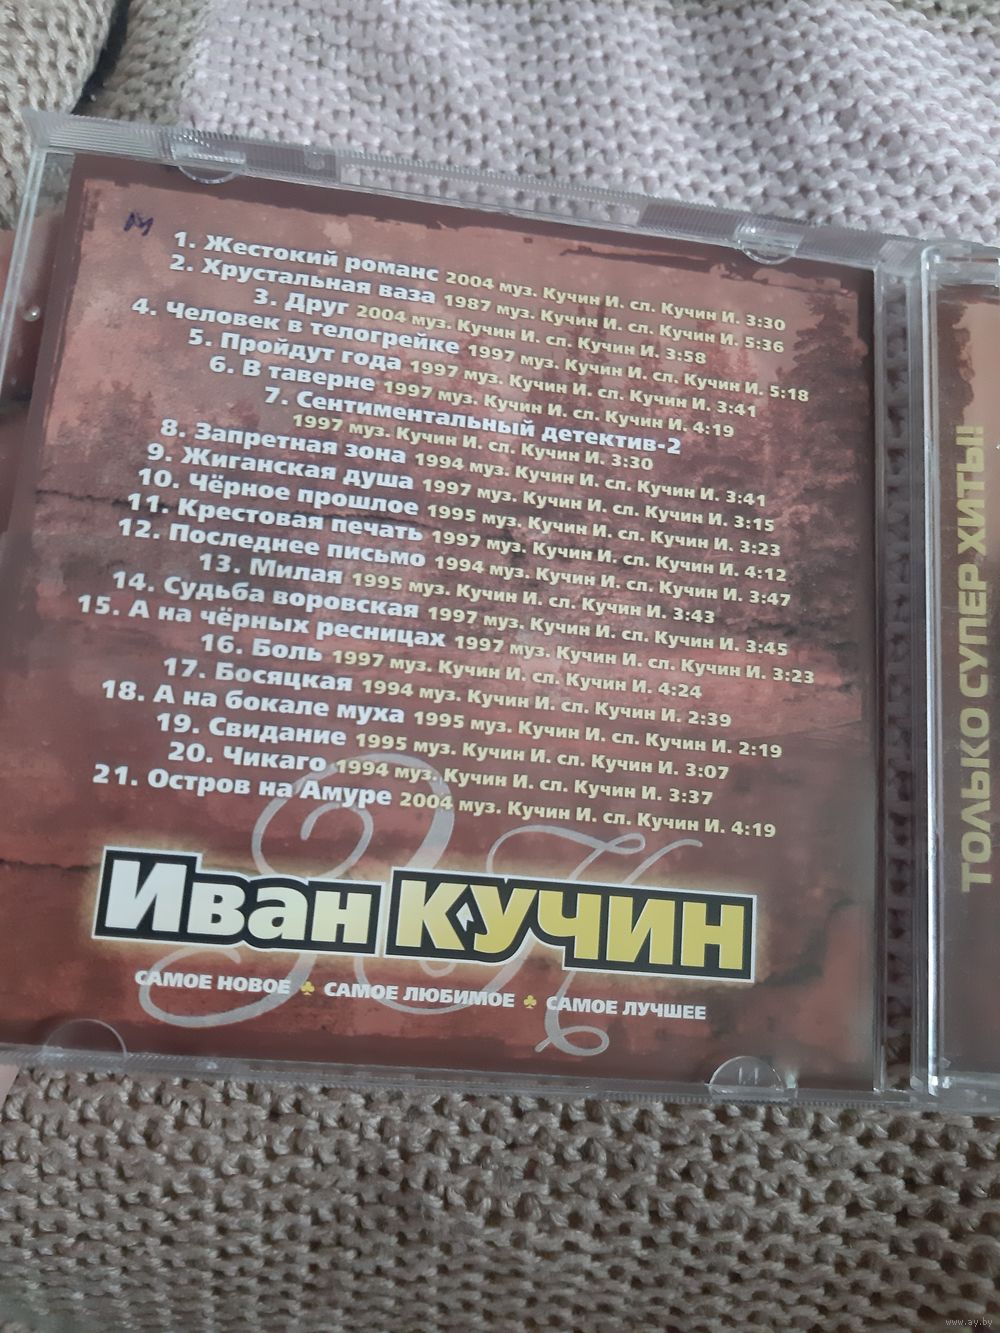 м
1. Жестокий романс 2004 муз. Кучин И. сл. Кучин И. 3:30
2. Хрустальная ваза 1987 муз. Кучин И. сл. Кучин И. 5:36
3. Друг 2004 муз. Кучин И. сл. Кучин И. 3:58
4. Человек в телогрейке 1997 муз. Кучин И. сл. Кучин И. 5:18
5. Пройдут года 1997 муз. Кучин И. сл. Кучин И. 3:41
6. В таверне 1997 муз. Кучин И. сл. Кучин И. 4:19
7. Сентиментальный детектив-2
1997 муз. Кучин И. сл. Кучин И. 3:30
8. Запретная зона 1994 муз. Кучин И. сл. Кучин И. 3:41
9. Жиганская душа 1997 муз. Кучин И. сл. Кучин И. 3:15
10. Чёрное прошлое 1995 муз. Кучин И. сл. Кучин И. 3:23
11. Крестовая печать 1997 муз. Кучин И. сл. Кучин И. 4:12
12. Последнее письмо 1994 муз. Кучин И. сл. Кучин И. 3:47
13. Милая 1995 муз. Кучин И. сл. Кучин И. 3:43
14. Судьба воровская 1997 муз. Кучин И. сл. Кучин И. 3:45
15. А на чёрных ресницах 1997 муз. Кучин И. сл. Кучин И. 3:23
16. Боль 1997 муз. Кучин И. сл. Кучин И. 4:24
17. Босяцкая 1994 муз. Кучин И. сл. Кучин И. 2:39
18. А на бокале муха 1995 муз. Кучин И. сл. Кучин И. 2:19
19. Свидание 1995 муз. Кучин И. сл. Кучин И. 3:07
20. Чикаго 1994 муз. Кучин И. сл. Кучин И. 3:37
21. Остров на Амуре 2004 муз. Кучин И. сл. Кучин И. 4:19
Иван Кучин
САМОЕ НОВОЕ ♣ САМОЕ ЛЮБИМОЕ ♣ САМОЕ ЛУЧШЕЕ
ТОЛЬКО СУПЕР ХИТЫ!
www.ay.by